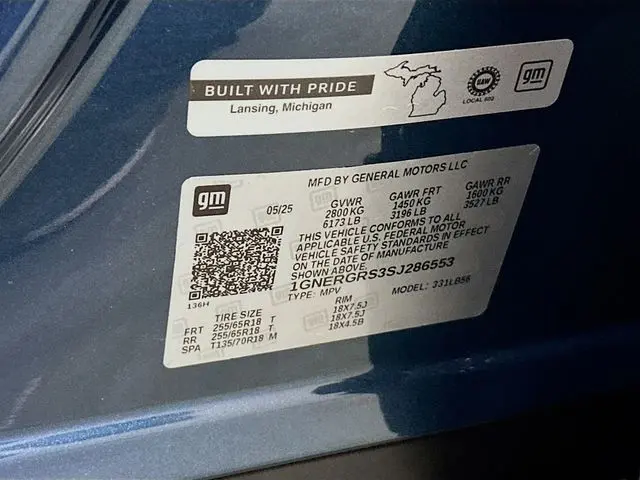 BUILT WITH PRIDE
Lansing, Michigan
UAW
LOCAL 602
gm
gm
MFD BY GENERAL MOTORS LLC
05/25 GVWR GAWR FRT GAWR RR
2800 KG 1450 KG 1600 KG
6173 LB 3196 LB 3527 LB
THIS VEHICLE CONFORMS TO ALL
APPLICABLE U.S. FEDERAL MOTOR
VEHICLE SAFETY STANDARDS IN EFFECT
ON THE DATE OF MANUFACTURE
SHOWN ABOVE.
1GNERGRS3SJ286553
TYPE: MPV MODEL: 331LB56
136H
TIRE SIZE RIM
FRT 255/65R18 T 18X7.5J
RR 255/65R18 T 18X7.5J
SPA T135/70R18 M 18X4.5B